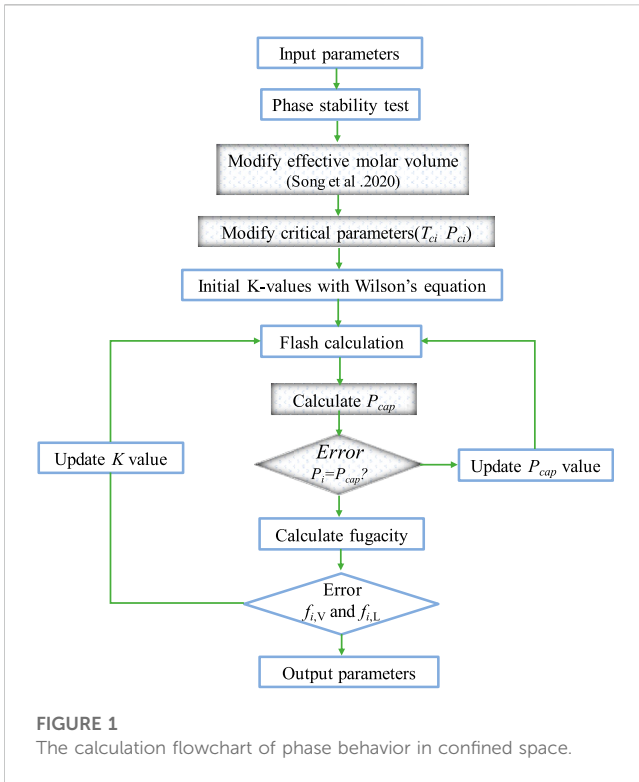 Input parameters
Phase stability test
Modify effective molar volume
(Song et al .2020)
Modify critical parameters(Tci Pci)
Initial K-values with Wilson's equation
Flash calculation
Calculate Pcap
Error
Pi=Pcap?
Update K value
Update Pcap value
Calculate fugacity
Error
fi,V and fi,L
Output parameters
FIGURE 1
The calculation flowchart of phase behavior in confined space.